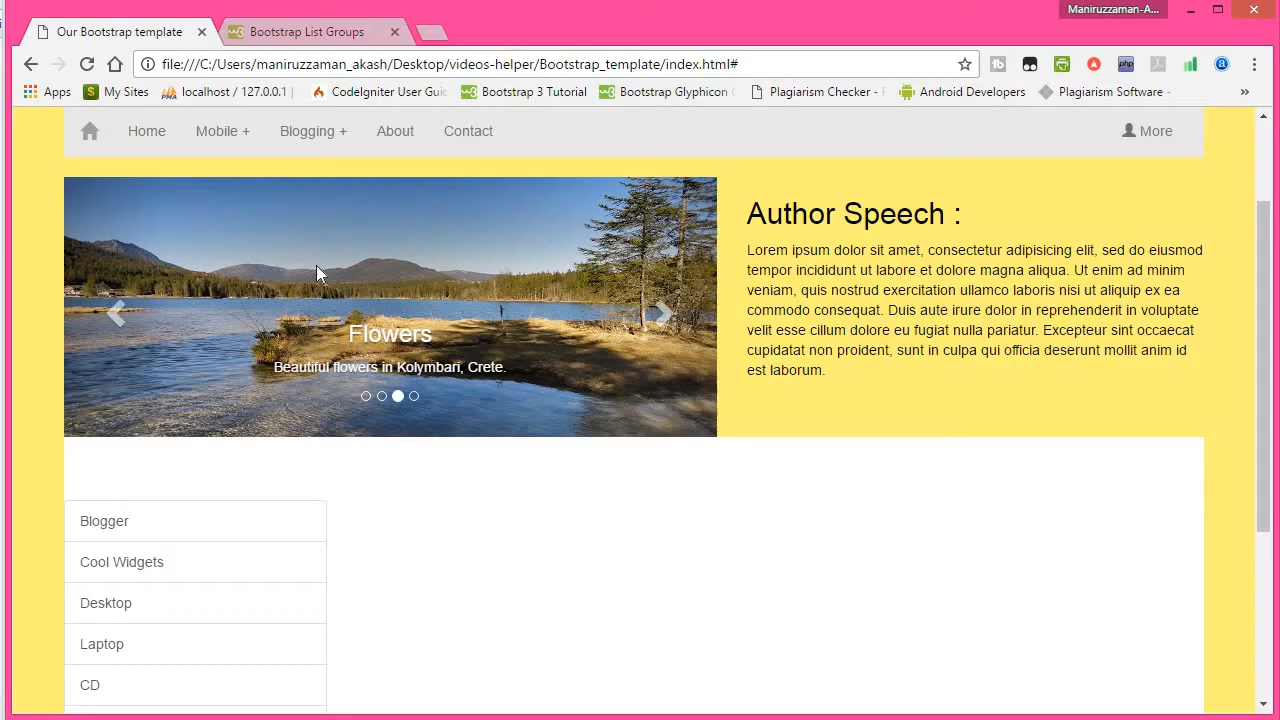 Maniruzzaman-A...
Our Bootstrap template
Bootstrap List Groups
file:///C:/Users/maniruzzaman_akash/Desktop/videos-helper/Bootstrap_template/index.html#
Apps
My Sites
localhost / 127.0.0.1 |
CodeIgniter User Guid
Bootstrap 3 Tutorial
Bootstrap Glyphicon
Plagiarism Checker -
Android Developers
Plagiarism Software -
Home
Mobile +
Blogging +
About
Contact
More
Flowers
Beautiful flowers in Kolymbari, Crete.
Author Speech :
Lorem ipsum dolor sit amet, consectetur adipisicing elit, sed do eiusmod
tempor incididunt ut labore et dolore magna aliqua. Ut enim ad minim
veniam, quis nostrud exercitation ullamco laboris nisi ut aliquip ex ea
commodo consequat. Duis aute irure dolor in reprehenderit in voluptate
velit esse cillum dolore eu fugiat nulla pariatur. Excepteur sint occaecat
cupidatat non proident, sunt in culpa qui officia deserunt mollit anim id
est laborum.
Blogger
Cool Widgets
Desktop
Laptop
CD